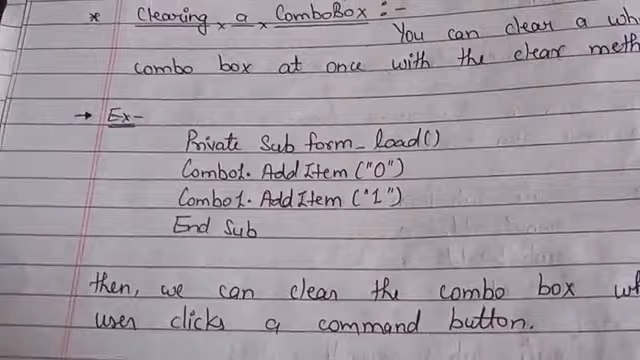 * Clearing x a x ComboBox :-
You can clear a
combo box at once with the clear
→ Ex-
Private Sub form_load()
Combo1. AddItem ("0")
Combo1. AddItem ("1")
End Sub
then, we can clear the combo box
user clicks a command button.